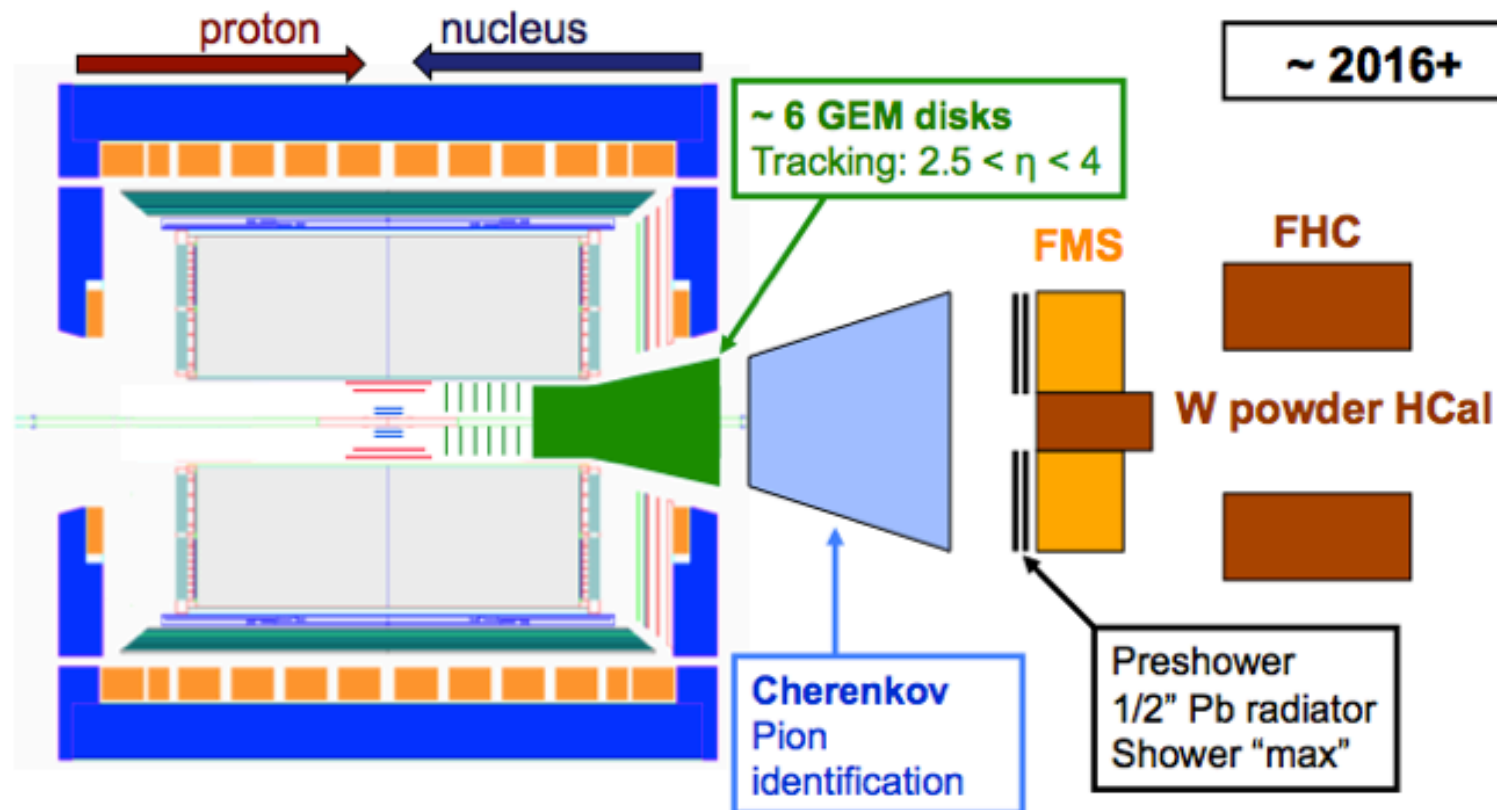 proton
nucleus
~ 2016+
~ 6 GEM disks
Tracking: 2.5 < η < 4
FMS
FHC
W powder HCal
Cherenkov
Pion
identification
Preshower
1/2” Pb radiator
Shower “max”